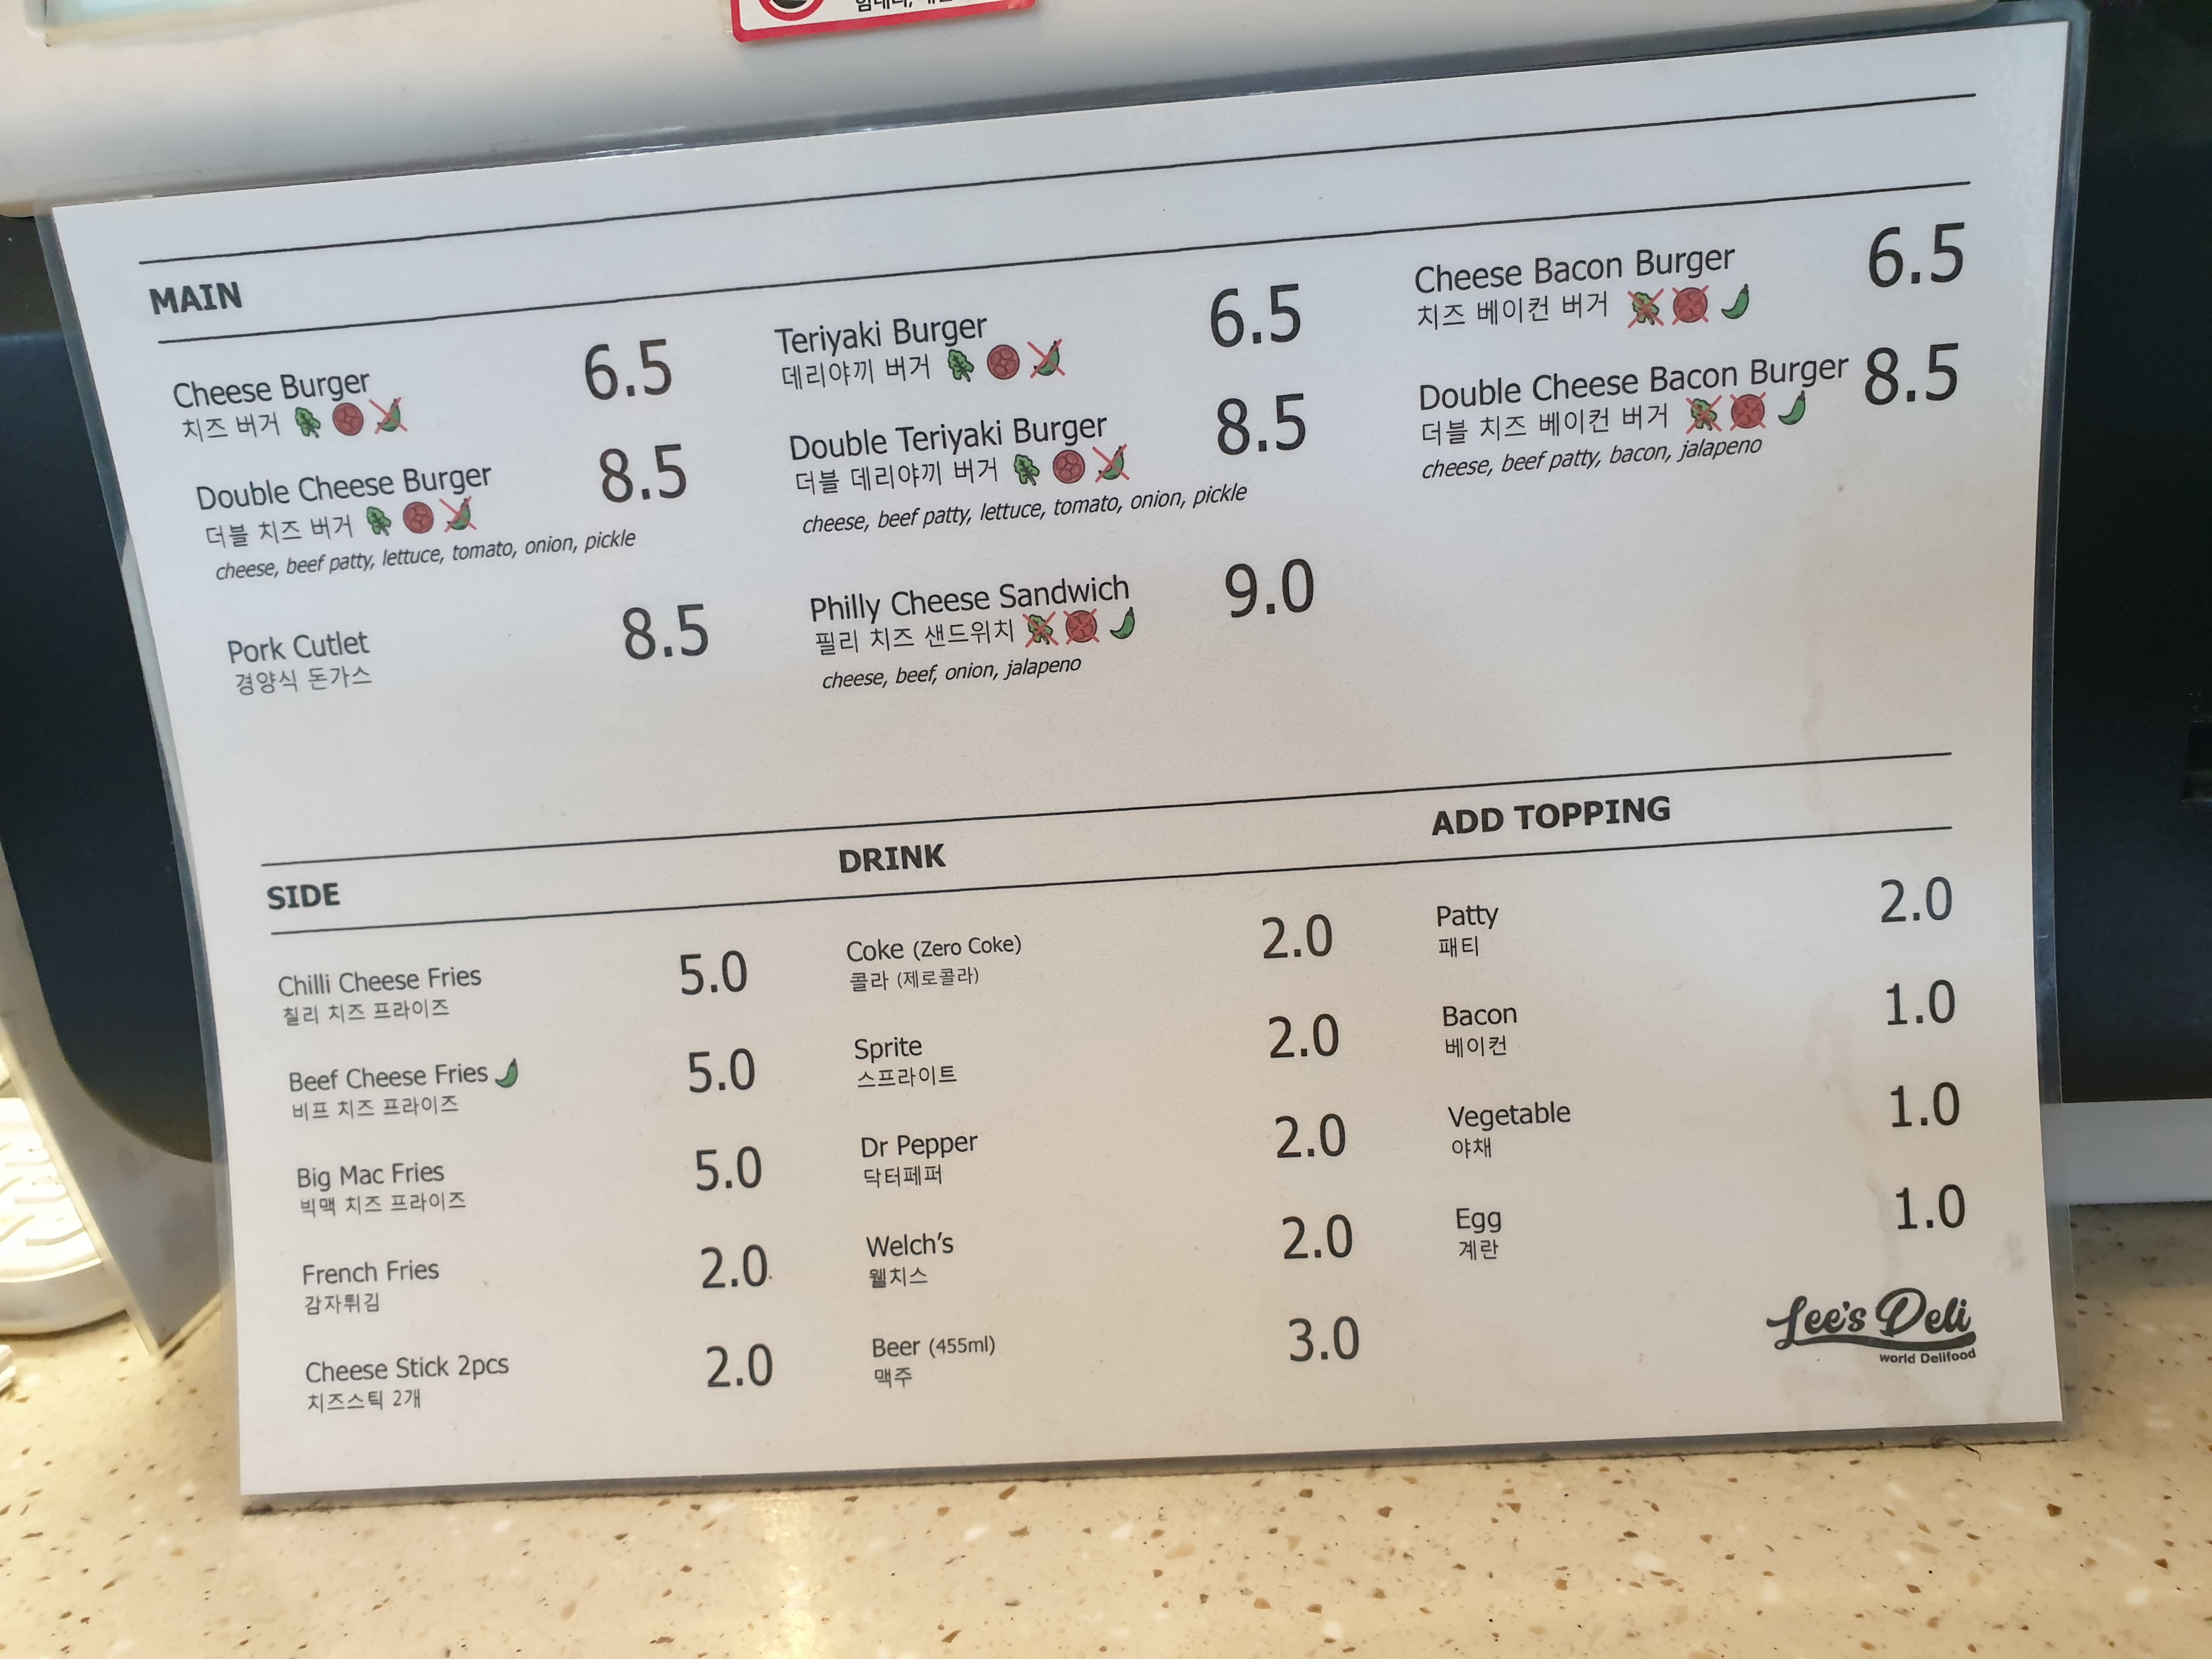 MAIN
Cheese Burger 6.5
치즈 버거
Double Cheese Burger 8.5
더블 치즈 버거
cheese, beef patty, lettuce, tomato, onion, pickle
Pork Cutlet 8.5
경양식 돈가스
Teriyaki Burger 6.5
데리야끼 버거
Double Teriyaki Burger 8.5
더블 데리야끼 버거
cheese, beef patty, lettuce, tomato, onion, pickle
Philly Cheese Sandwich 9.0
필리 치즈 샌드위치
cheese, beef, onion, jalapeno
Cheese Bacon Burger 6.5
치즈 베이컨 버거
Double Cheese Bacon Burger 8.5
더블 치즈 베이컨 버거
cheese, beef patty, bacon, jalapeno
SIDE
Chilli Cheese Fries 5.0
칠리 치즈 프라이즈
Beef Cheese Fries 5.0
비프 치즈 프라이즈
Big Mac Fries 5.0
빅맥 치즈 프라이즈
French Fries 2.0
감자튀김
Cheese Stick 2pcs 2.0
치즈스틱 2개
DRINK
Coke (Zero Coke) 2.0
콜라 (제로콜라)
Sprite 2.0
스프라이트
Dr Pepper 2.0
닥터페퍼
Welch's 2.0
웰치스
Beer (455ml) 3.0
맥주
ADD TOPPING
Patty 2.0
패티
Bacon 1.0
베이컨
Vegetable 1.0
야채
Egg 1.0
계란
Lee's Deli
world Delifood